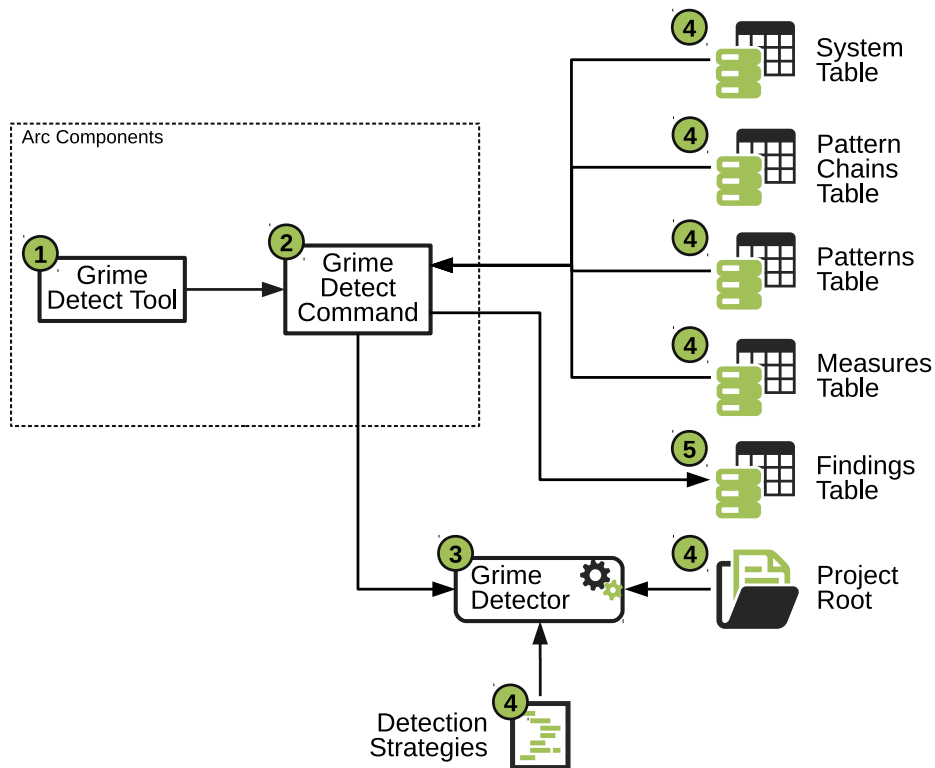 4
System
Table
Arc Components
4
Pattern
Chains
Table
1
Grime
Detect Tool
2
Grime
Detect
Command
4
Patterns
Table
4
Measures
Table
5
Findings
Table
3
Grime
Detector
4
Project
Root
4
Detection
Strategies